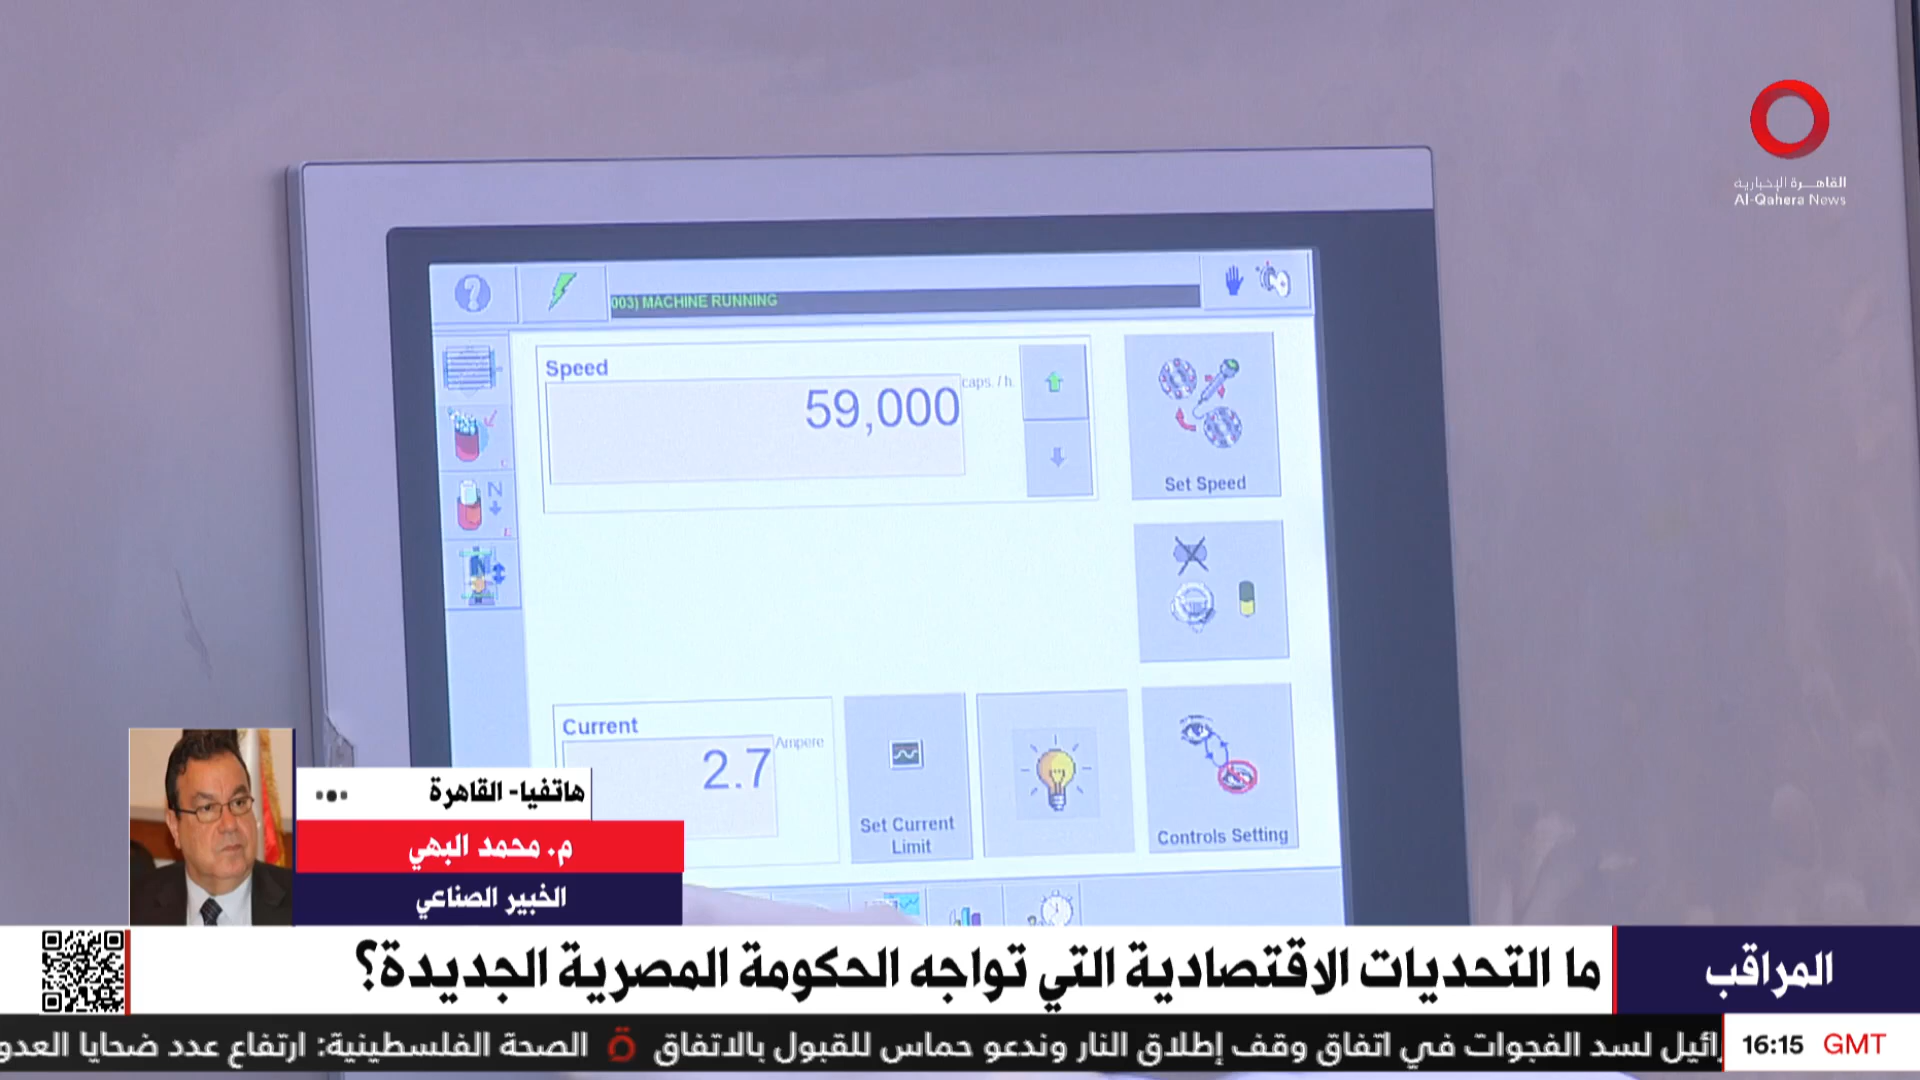 القاهرة الإخبارية
Al-Qahera News
003) MACHINE RUNNING
Speed
59,000
caps. / h.
Set Speed
N
N
Current
2.7
Ampere
Set Current
Limit
Controls Setting
هاتفيا- القاهرة
م. محمد البهي
الخبير الصناعي
المراقب
ما التحديات الاقتصادية التي تواجه الحكومة المصرية الجديدة؟
رائيل لسد الفجوات في اتفاق وقف إطلاق النار وندعو حماس للقبول بالاتفاق
الصحة الفلسطينية: ارتفاع عدد ضحايا العدو
16:15 GMT